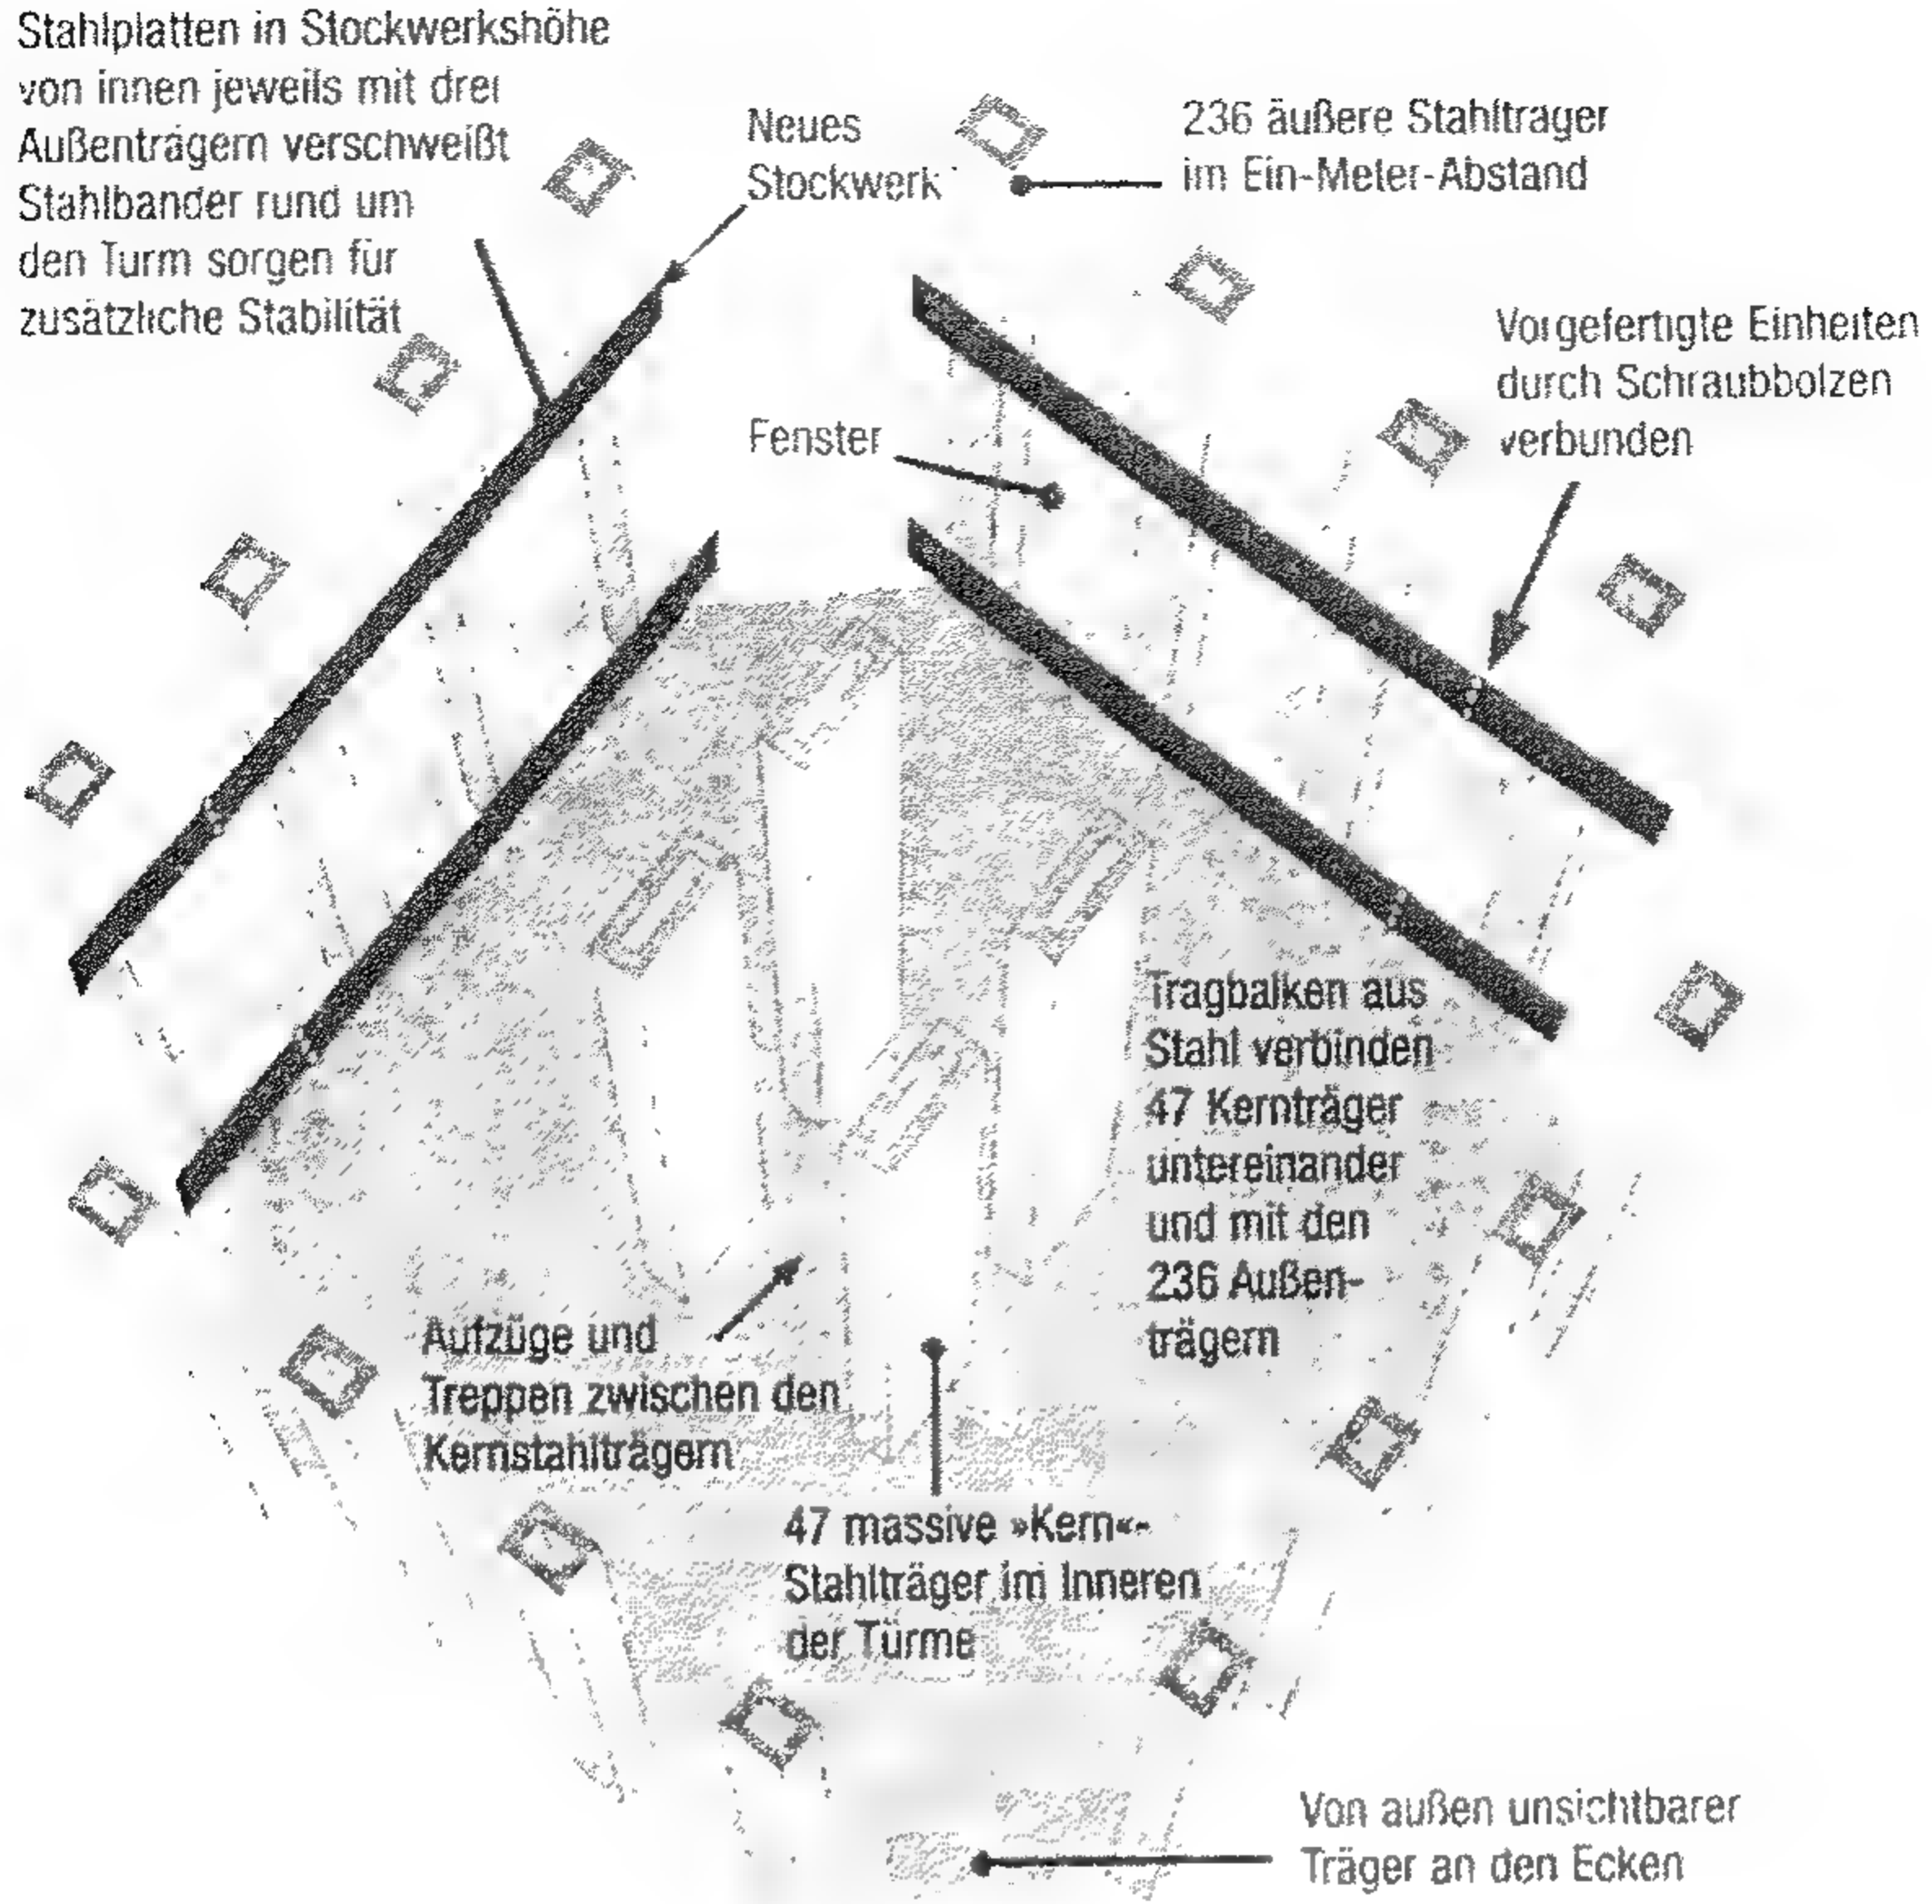 Stahlplatten in Stockwerkshöhe
von innen jeweils mit drei
Außenträgern verschweißt
Stahlbander rund um
den Turm sorgen für
zusätzliche Stabilität
Neues
Stockwerk
236 äußere Stahltrager
im Ein-Meter-Abstand
Vorgefertigte Einheiten
durch Schraubbolzen
verbunden
Fenster
Tragbalken aus
Stahl verbinden
47 Kernträger
untereinander
und mit den
236 Außen-
trägern
Aufzüge und
Treppen zwischen den
Kernstahlträgern
47 massive »Kern«-
Stahlträger im Inneren
der Türme
Von außen unsichtbarer
Träger an den Ecken